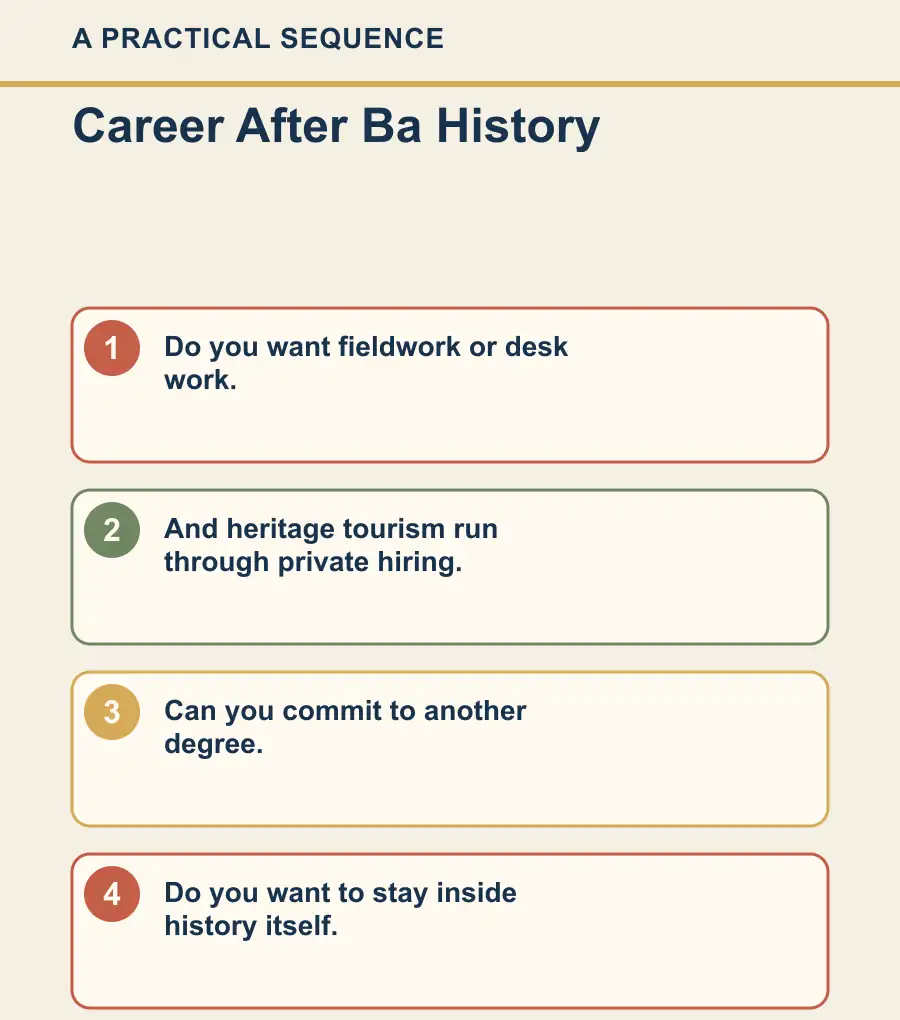 A PRACTICAL SEQUENCE
Career After Ba History
1
Do you want fieldwork or desk
work.
2
And heritage tourism run
through private hiring.
3
Can you commit to another
degree.
4
Do you want to stay inside
history itself.